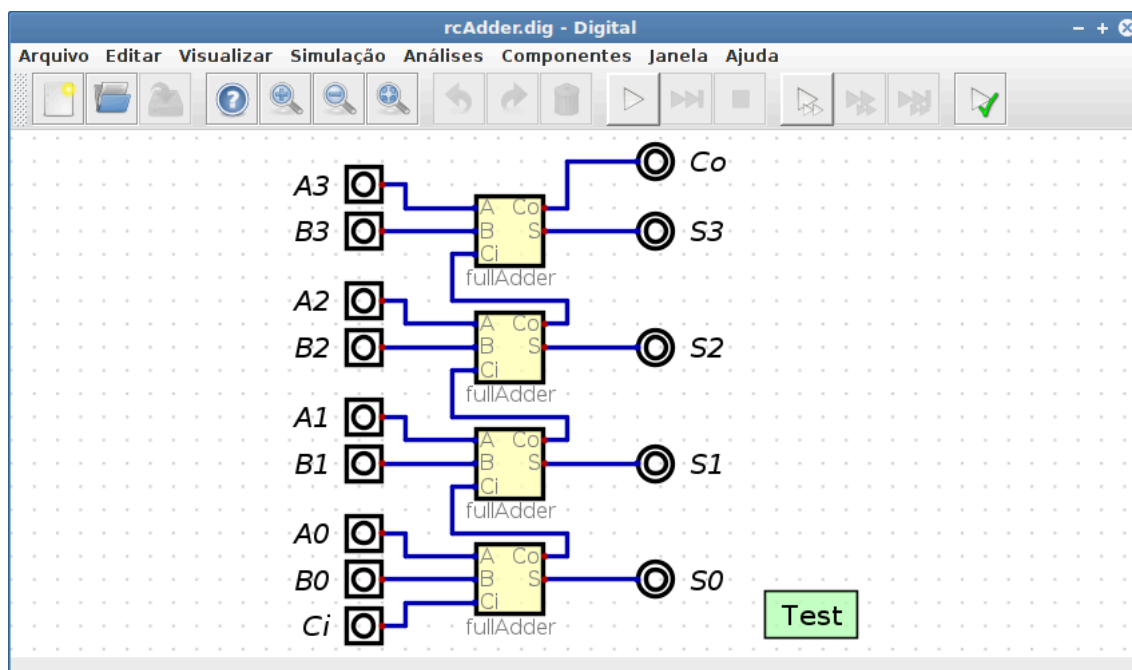 rcAdder.dig - Digital
Arquivo Editar Visualizar Simulação Análises Componentes Janela Ajuda
Co
A3
A Co
B3
B S
S3
Ci
fullAdder
A2
A Co
B2
B S
S2
Ci
fullAdder
A1
A Co
B1
B S
S1
Ci
fullAdder
A0
A Co
B0
B S
S0
Ci
Ci
fullAdder
Test